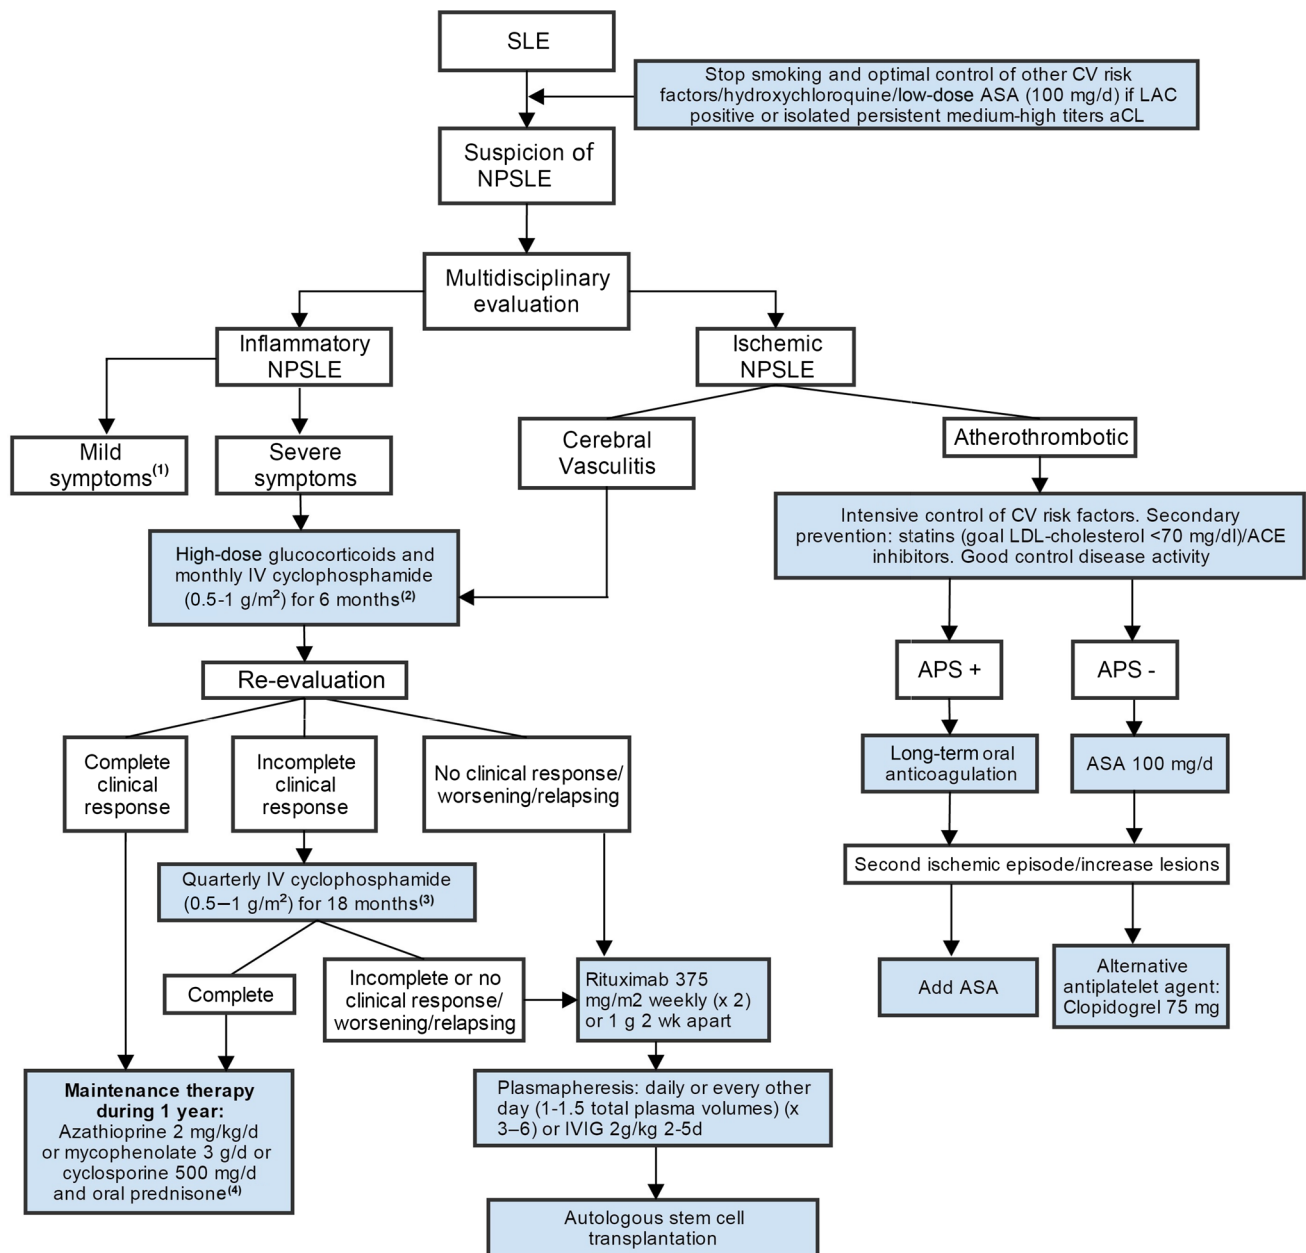 SLE
Stop smoking and optimal control of other CV risk
factors/hydroxychloroquine/low-dose ASA (100 mg/d) if LAC
positive or isolated persistent medium-high titers aCL
Suspicion of
NPSLE
Multidisciplinary
evaluation
Inflammatory
NPSLE
Ischemic
NPSLE
Mild
symptoms(1)
Severe
symptoms
Cerebral
Vasculitis
Atherothrombotic
High-dose glucocorticoids and
monthly IV cyclophosphamide
(0.5-1 g/m²) for 6 months(2)
Intensive control of CV risk factors. Secondary
prevention: statins (goal LDL-cholesterol <70 mg/dl)/ACE
inhibitors. Good control disease activity
Re-evaluation
APS +
APS -
Complete
clinical
response
Incomplete
clinical
response
No clinical response/
worsening/relapsing
Long-term oral
anticoagulation
ASA 100 mg/d
Second ischemic episode/increase lesions
Quarterly IV cyclophosphamide
(0.5–1 g/m²) for 18 months(3)
Complete
Incomplete or no
clinical response/
worsening/relapsing
Rituximab 375
mg/m2 weekly (x 2)
or 1 g 2 wk apart
Add ASA
Alternative
antiplatelet agent:
Clopidogrel 75 mg
Maintenance therapy
during 1 year:
Azathioprine 2 mg/kg/d
or mycophenolate 3 g/d or
cyclosporine 500 mg/d
and oral prednisone(4)
Plasmapheresis: daily or every other
day (1-1.5 total plasma volumes) (x
3–6) or IVIG 2g/kg 2-5d
Autologous stem cell
transplantation